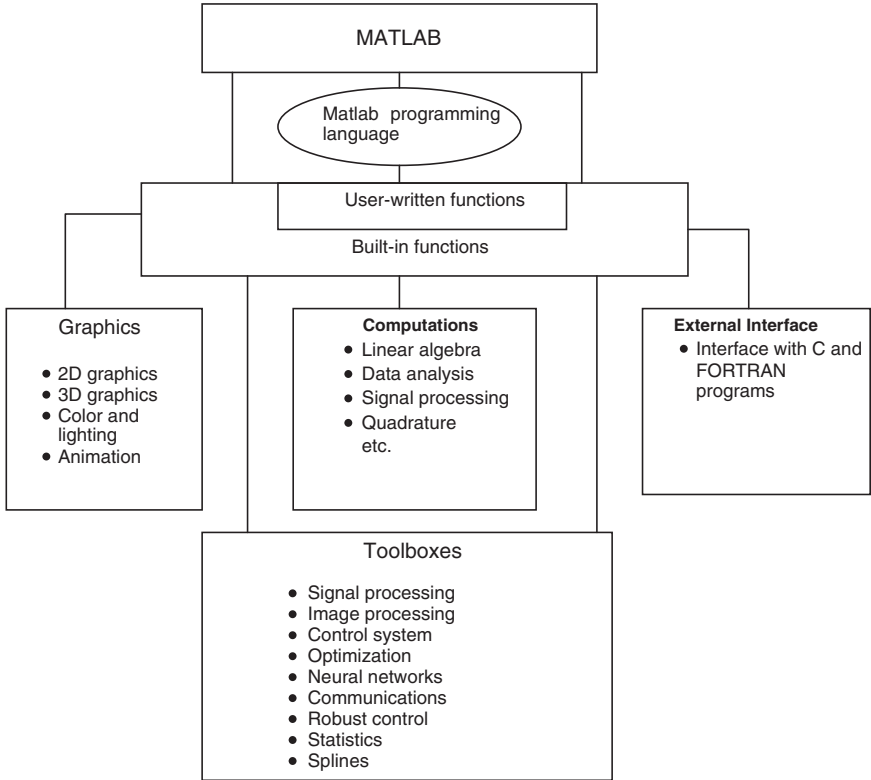 MATLAB
Matlab programming
language
User-written functions
Built-in functions
Graphics
● 2D graphics
● 3D graphics
● Color and
lighting
● Animation
Computations
● Linear algebra
● Data analysis
● Signal processing
● Quadrature
etc.
External Interface
● Interface with C and
FORTRAN
programs
Toolboxes
● Signal processing
● Image processing
● Control system
● Optimization
● Neural networks
● Communications
● Robust control
● Statistics
● Splines